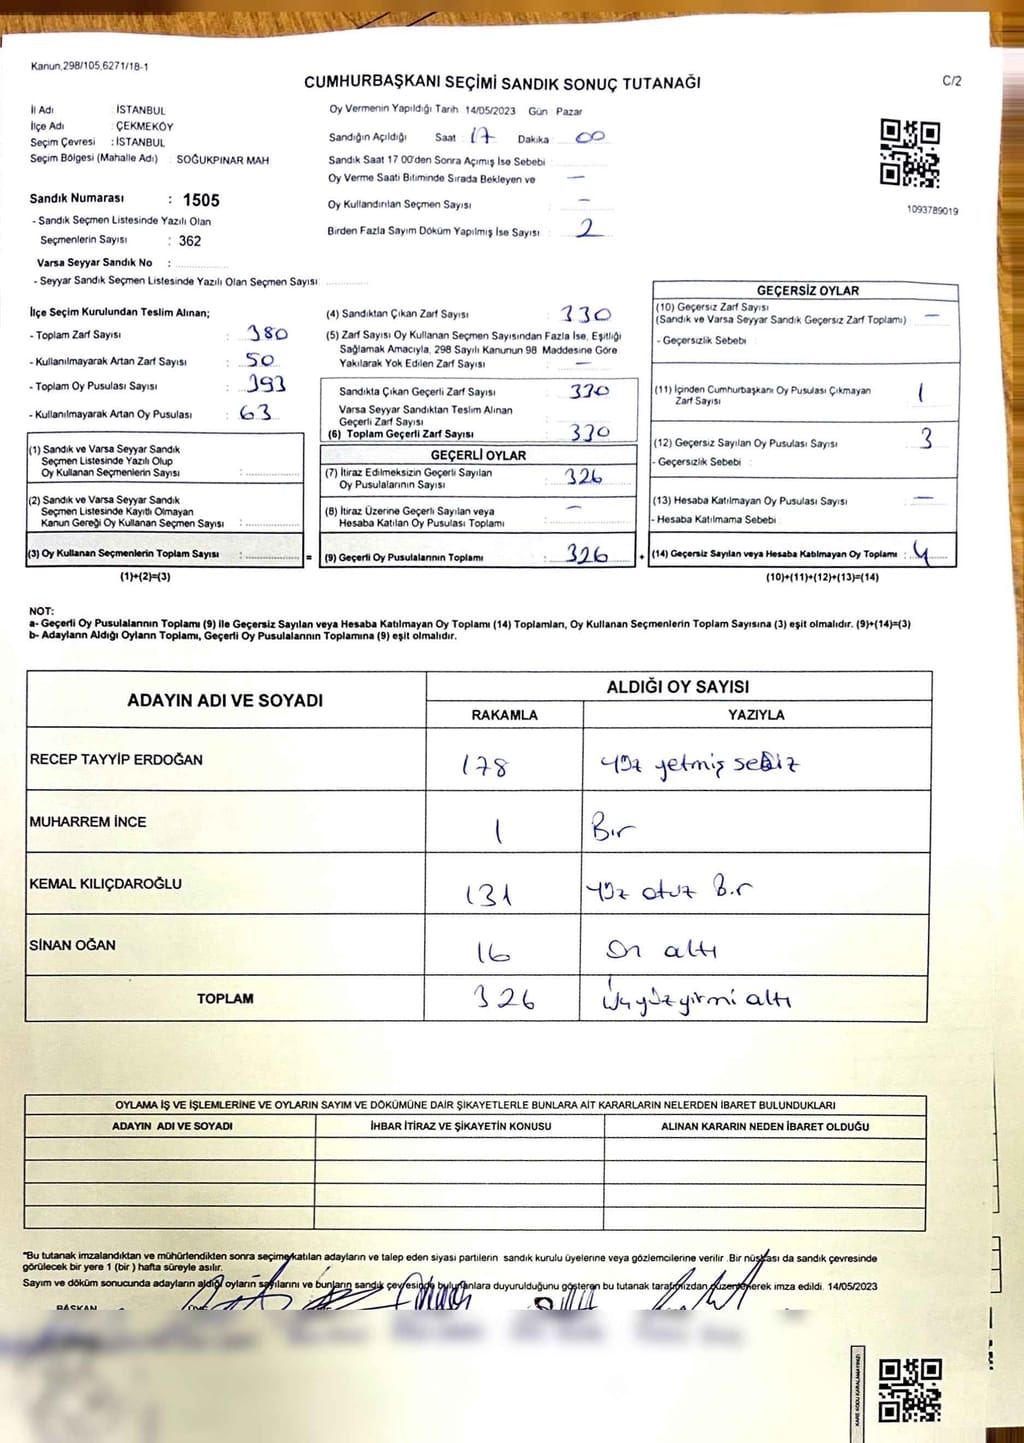 Kanun,298/105,6271/18-1
CUMHURBAŞKANI SEÇİMİ SANDIK SONUÇ TUTANAĞI
C/2
İl Adı İSTANBUL
İlçe Adı : ÇEKMEKÖY
Seçim Çevresi : İSTANBUL
Seçim Bölgesi (Mahalle Adı) : SOĞUKPINAR MAH
Oy Vermenin Yapıldığı Tarih 14/05/2023 Gün Pazar
Sandığın Açıldığı Saat 17 Dakika : 00
Sandık Saat 17 00'den Sonra Açımış İse Sebebi :
Oy Verme Saati Bitiminde Sırada Bekleyen ve —
Oy Kullandırılan Seçmen Sayısı : —
Birden Fazla Sayım Döküm Yapılmış İse Sayısı : 2
1093789019
Sandık Numarası : 1505
- Sandık Seçmen Listesinde Yazılı Olan
Seçmenlerin Sayısı : 362
Varsa Seyyar Sandık No :
- Seyyar Sandık Seçmen Listesinde Yazılı Olan Seçmen Sayısı:
İlçe Seçim Kurulundan Teslim Alınan;
- Toplam Zarf Sayısı : 380
- Kullanılmayarak Artan Zarf Sayısı : 50
- Toplam Oy Pusulası Sayısı : 393
- Kullanılmayarak Artan Oy Pusulası : 63
(1) Sandık ve Varsa Seyyar Sandık
Seçmen Listesinde Yazılı Olup
Oy Kullanan Seçmenlerin Sayısı :
(2) Sandık ve Varsa Seyyar Sandık
Seçmen Listesinde Kayıtlı Olmayan
Kanun Gereği Oy Kullanan Seçmen Sayısı :
(3) Oy Kullanan Seçmenlerin Toplam Sayısı : =
(1)+(2)=(3)
(4) Sandıktan Çıkan Zarf Sayısı : 330
(5) Zarf Sayısı Oy Kullanan Seçmen Sayısından Fazla İse, Eşitliği
Sağlamak Amacıyla, 298 Sayılı Kanunun 98 Maddesine Göre
Yakılarak Yok Edilen Zarf Sayısı : —
Sandıkta Çıkan Geçerli Zarf Sayısı : 330
Varsa Seyyar Sandıktan Teslim Alınan
Geçerli Zarf Sayısı
(6) Toplam Geçerli Zarf Sayısı : 330
GEÇERLİ OYLAR
(7) İtiraz Edilmeksizin Geçerli Sayılan
Oy Pusulalarının Sayısı : 326
(8) İtiraz Üzerine Geçerli Sayılan veya
Hesaba Katılan Oy Pusulası Toplamı : —
(9) Geçerli Oy Pusulalarının Toplamı : 326 +
GEÇERSİZ OYLAR
(10) Geçersiz Zarf Sayısı
(Sandık ve Varsa Seyyar Sandık Geçersiz Zarf Toplamı) : —
- Geçersizlik Sebebi :
(11) İçinden Cumhurbaşkanı Oy Pusulası Çıkmayan
Zarf Sayısı : 1
(12) Geçersiz Sayılan Oy Pusulası Sayısı : 3
- Geçersizlik Sebebi :
(13) Hesaba Katılmayan Oy Pusulası Sayısı : —
- Hesaba Katılmama Sebebi :
(14) Geçersiz Sayılan veya Hesaba Katılmayan Oy Toplamı : 4
(10)+(11)+(12)+(13)=(14)
NOT:
a- Geçerli Oy Pusulalarının Toplamı (9) ile Geçersiz Sayılan veya Hesaba Katılmayan Oy Toplamı (14) Toplamları, Oy Kullanan Seçmenlerin Toplam Sayısına (3) eşit olmalıdır. (9)+(14)=(3)
b- Adayların Aldığı Oyların Toplamı, Geçerli Oy Pusulalarının Toplamına (9) eşit olmalıdır.
ADAYIN ADI VE SOYADI ALDIĞI OY SAYISI
RAKAMLA YAZIYLA
RECEP TAYYİP ERDOĞAN 178 yüz yetmiş sekiz
MUHARREM İNCE 1 Bir
KEMAL KILIÇDAROĞLU 131 yüz otuz Bir
SİNAN OĞAN 16 On altı
TOPLAM 326 üçyüzyirmi altı
OYLAMA İŞ VE İŞLEMLERİNE VE OYLARIN SAYIM VE DÖKÜMÜNE DAİR ŞİKAYETLERLE BUNLARA AİT KARARLARIN NELERDEN İBARET BULUNDUKLARI
ADAYIN ADI VE SOYADI İHBAR İTİRAZ VE ŞİKAYETİN KONUSU ALINAN KARARIN NEDEN İBARET OLDUĞU
"Bu tutanak imzalandıktan ve mühürlendikten sonra seçime katılan adayların ve talep eden siyasi partilerin sandık kurulu üyelerine veya gözlemcilerine verilir .Bir nüshası da sandık çevresinde
görülecek bir yere 1 (bir ) hafta süreyle asılır.
Sayım ve döküm sonucunda adayların aldığı oyların sayılarını ve bunların sandık çevresinde bulunanlara duyurulduğunu gösteren bu tutanak tarafımızdan düzenlenerek imza edildi. 14/05/2023
BAŞKAN
KARE KODU KARALAMAYINIZ!